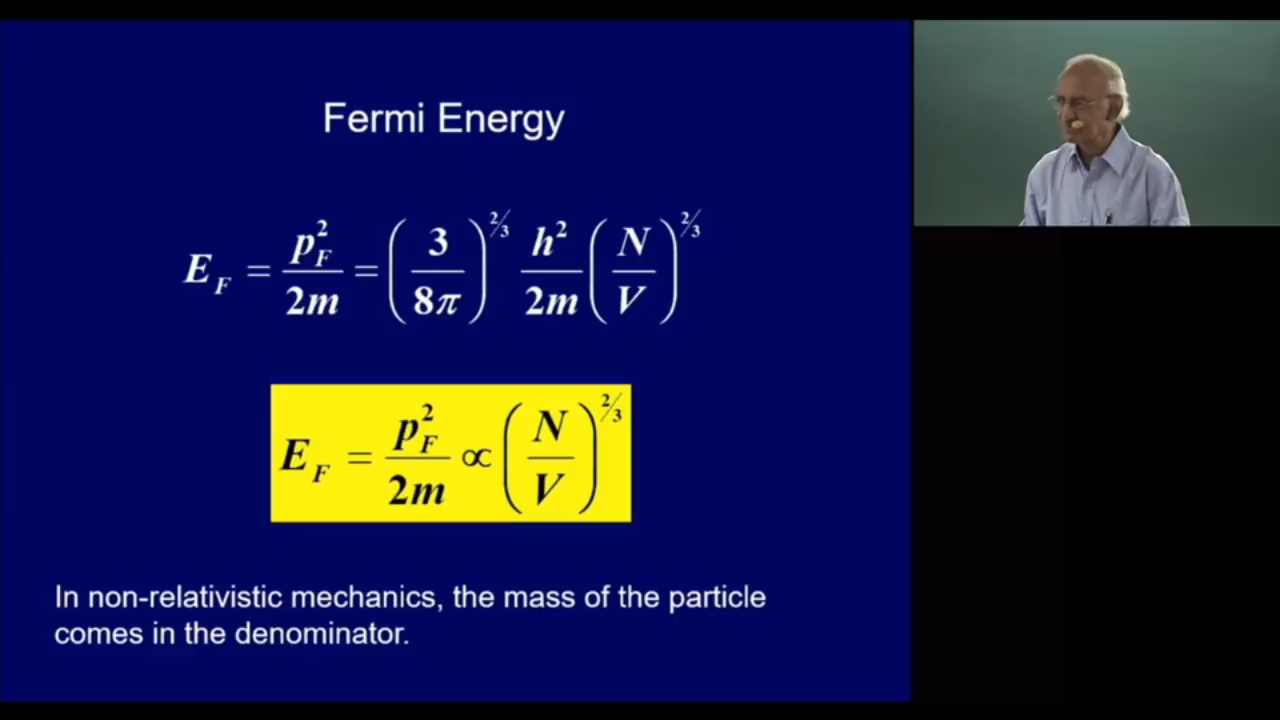 Fermi Energy
E_F = p_F^2 / 2m = (3 / 8π)^{2/3} h^2 / 2m (N / V)^{2/3}
E_F = p_F^2 / 2m ∝ (N / V)^{2/3}
In non-relativistic mechanics, the mass of the particle
comes in the denominator.